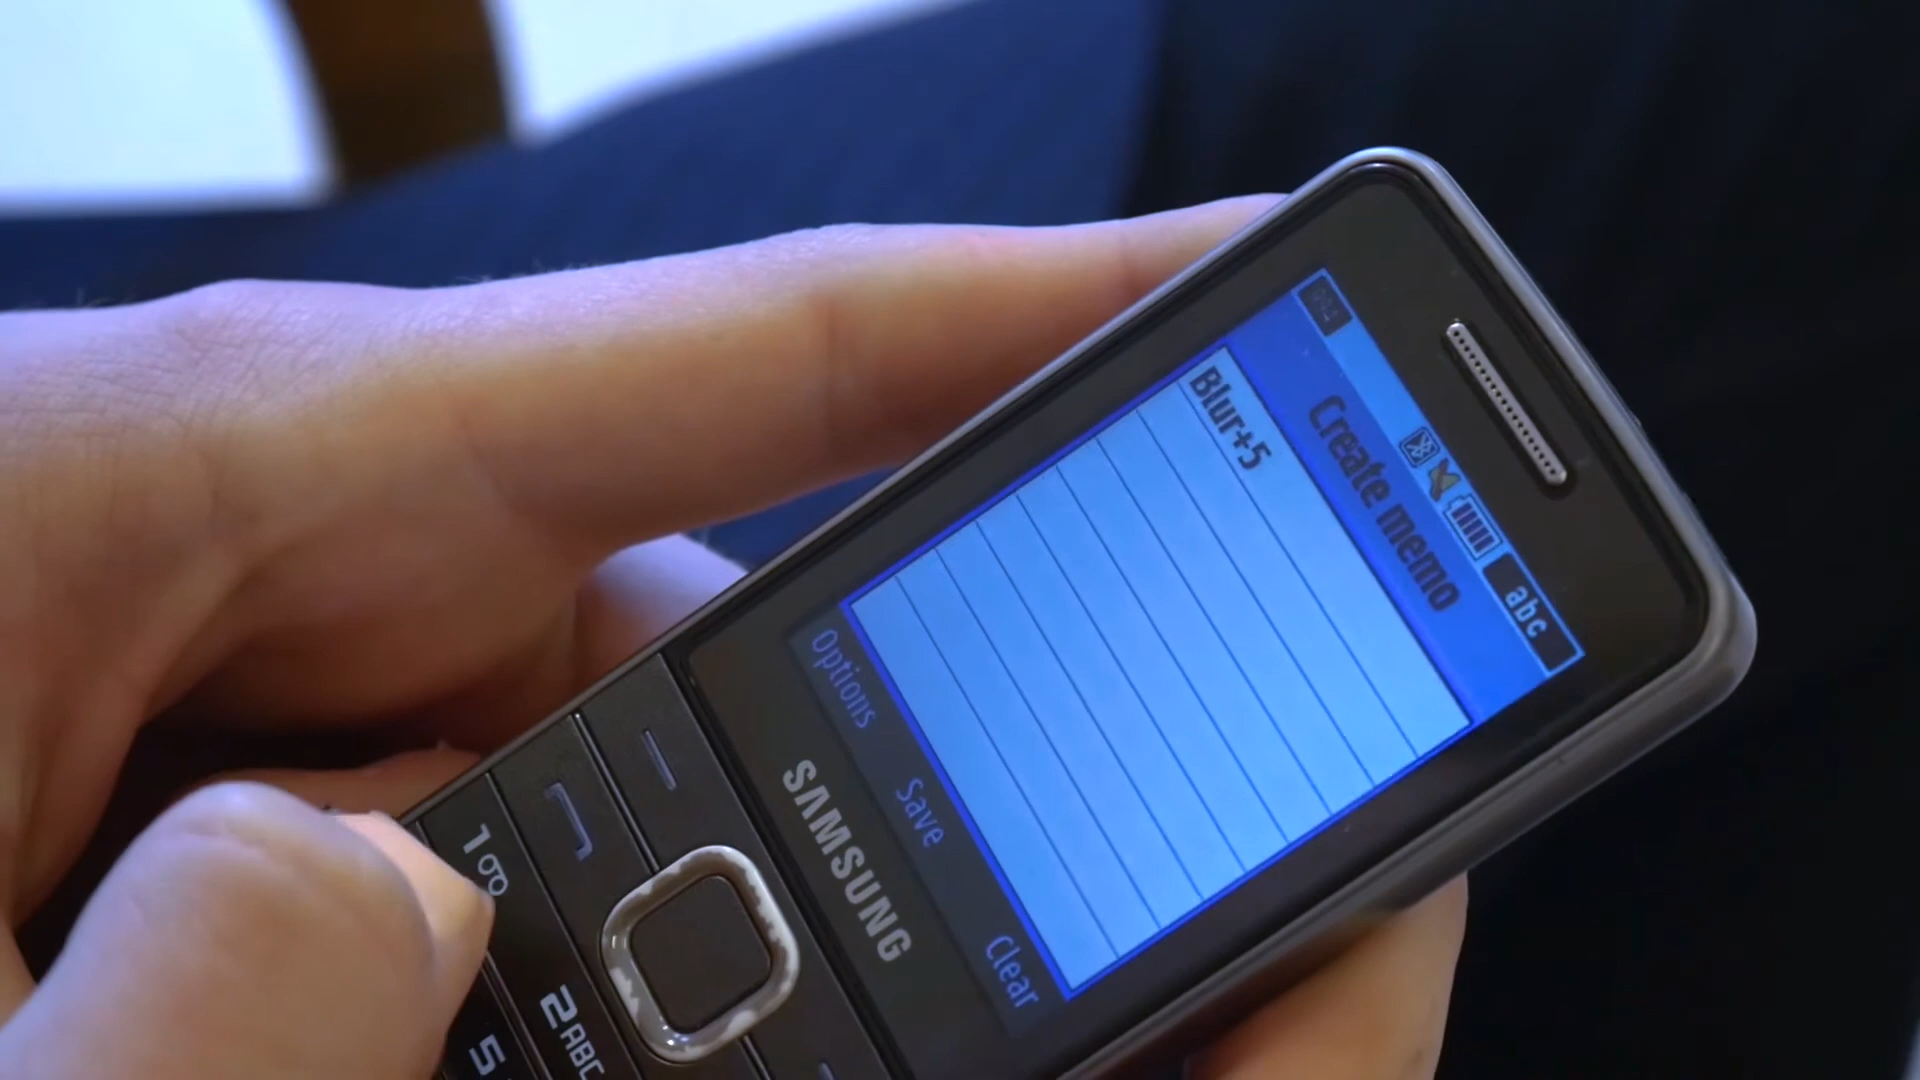 abc
Create memo
Blur+5
Options Save Clear
SAMSUNG
1
2ABC
5